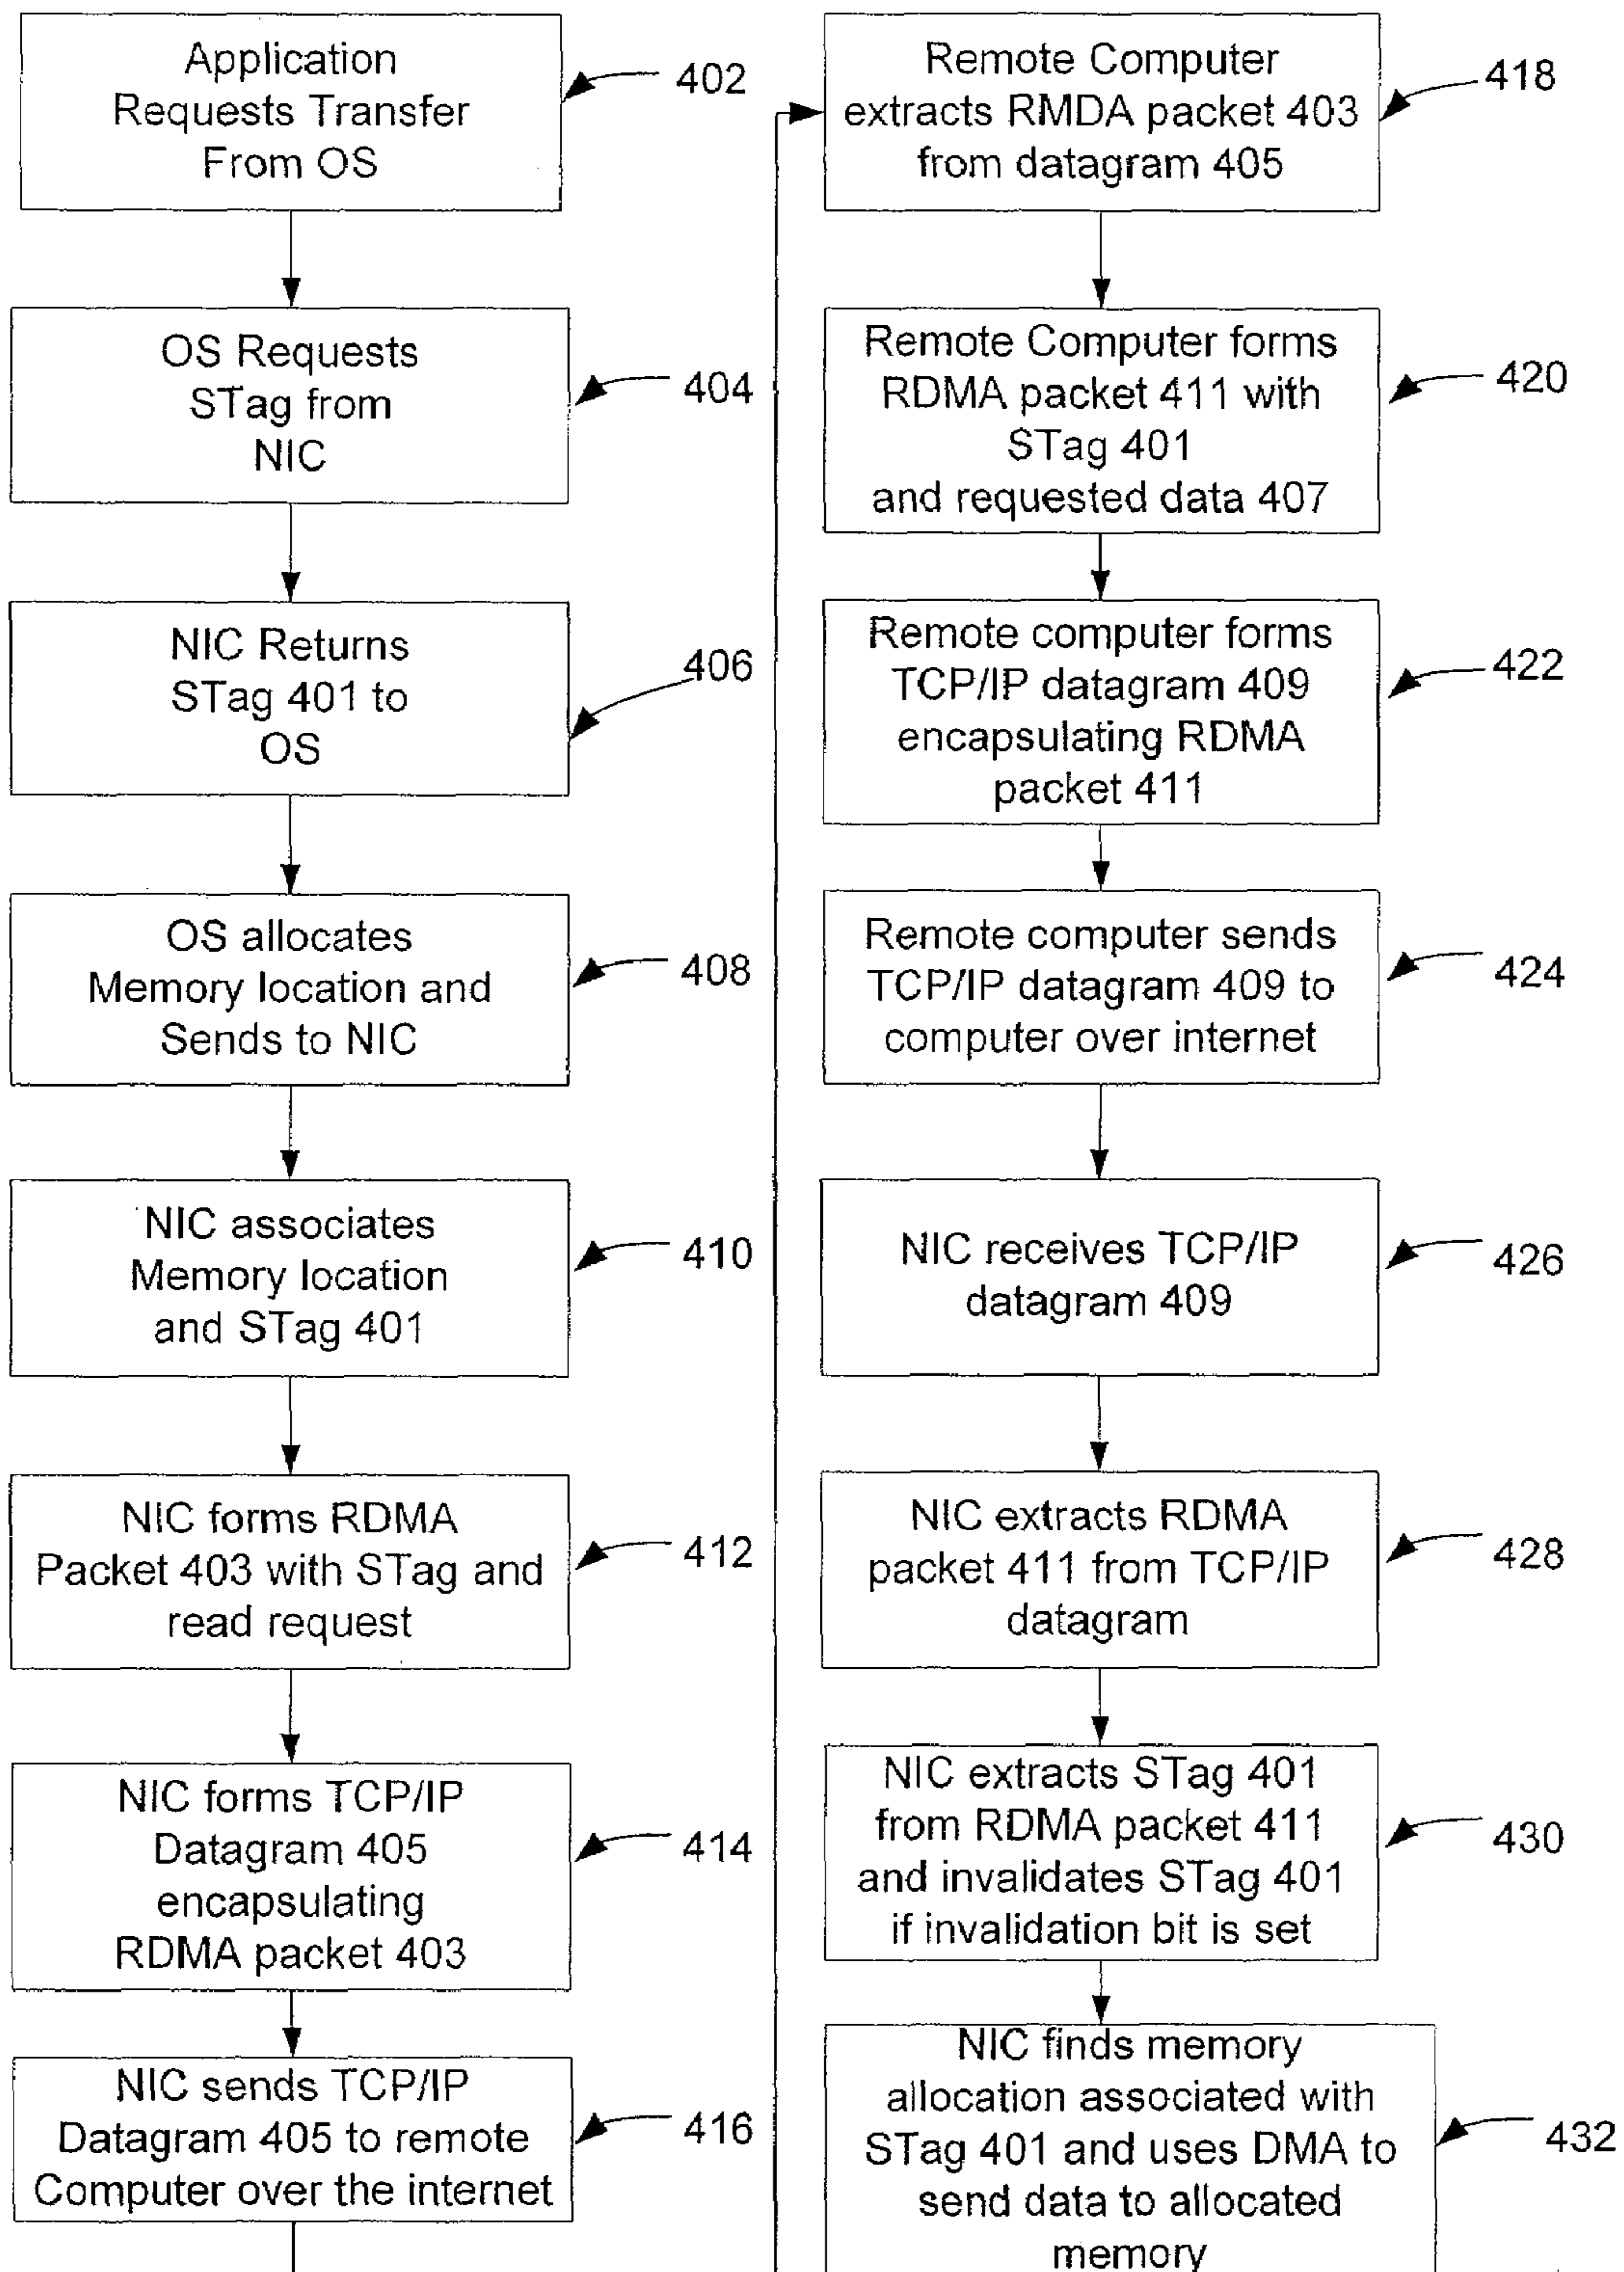 Application
Requests Transfer
From OS
402
OS Requests
STag from
NIC
404
NIC Returns
STag 401 to
OS
406
OS allocates
Memory location and
Sends to NIC
408
NIC associates
Memory location
and STag 401
410
NIC forms RDMA
Packet 403 with STag and
read request
412
NIC forms TCP/IP
Datagram 405
encapsulating
RDMA packet 403
414
NIC sends TCP/IP
Datagram 405 to remote
Computer over the internet
416
Remote Computer
extracts RMDA packet 403
from datagram 405
418
Remote Computer forms
RDMA packet 411 with
STag 401
and requested data 407
420
Remote computer forms
TCP/IP datagram 409
encapsulating RDMA
packet 411
422
Remote computer sends
TCP/IP datagram 409 to
computer over internet
424
NIC receives TCP/IP
datagram 409
426
NIC extracts RDMA
packet 411 from TCP/IP
datagram
428
NIC extracts STag 401
from RDMA packet 411
and invalidates STag 401
if invalidation bit is set
430
NIC finds memory
allocation associated with
STag 401 and uses DMA to
send data to allocated
memory
432